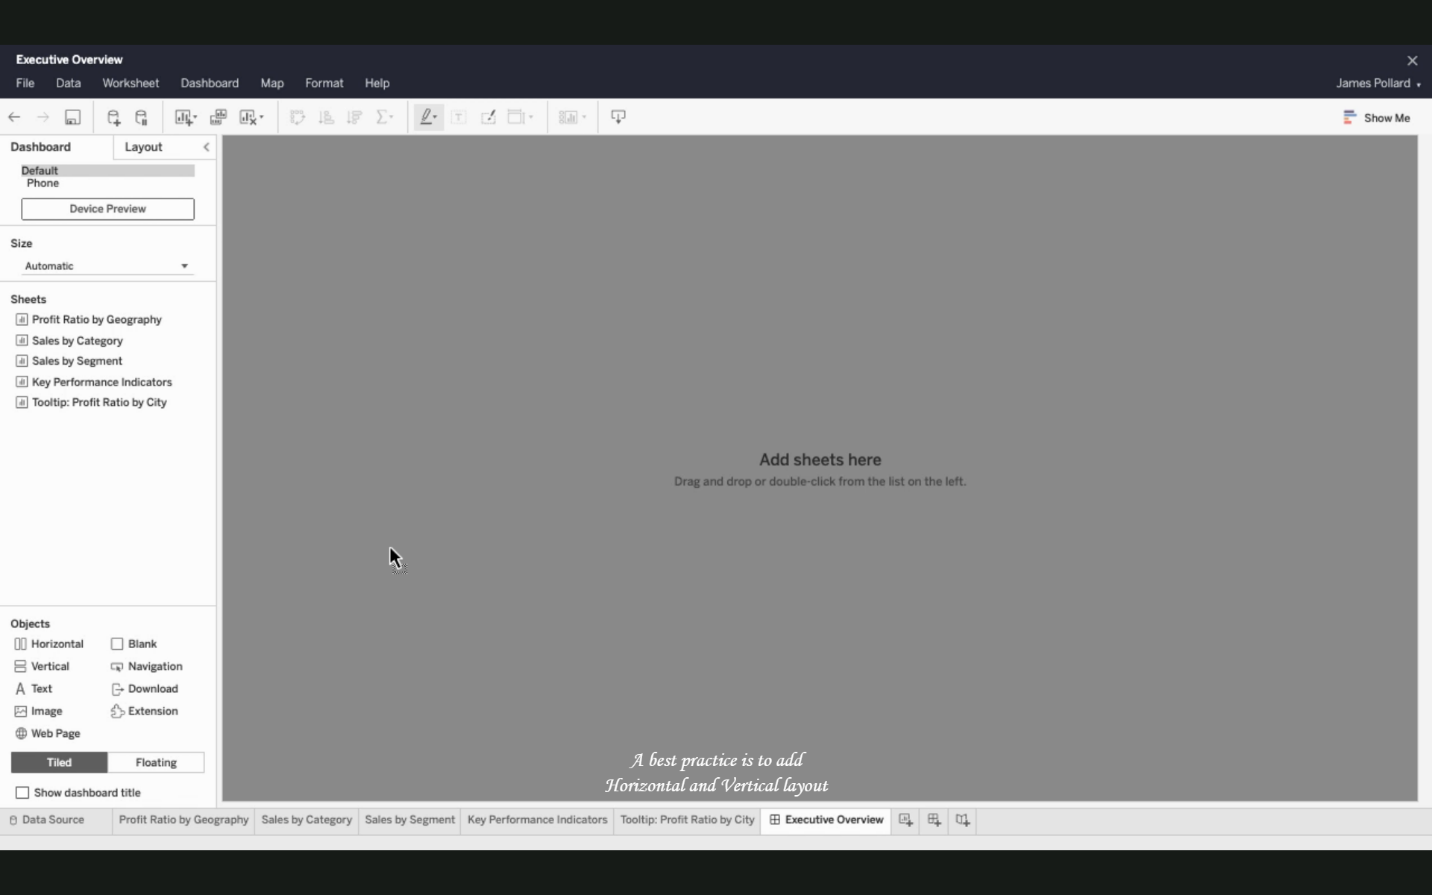 Executive Overview
File Data Worksheet Dashboard Map Format Help
James Pollard
Show Me
Dashboard Layout
Default
Phone
Device Preview
Size
Automatic
Sheets
Profit Ratio by Geography
Sales by Category
Sales by Segment
Key Performance Indicators
Tooltip: Profit Ratio by City
Add sheets here
Drag and drop or double-click from the list on the left.
Objects
Horizontal Blank
Vertical Navigation
Text Download
Image Extension
Web Page
Tiled Floating
Show dashboard title
A best practice is to add
Horizontal and Vertical layout
Data Source Profit Ratio by Geography Sales by Category Sales by Segment Key Performance Indicators Tooltip: Profit Ratio by City Executive Overview